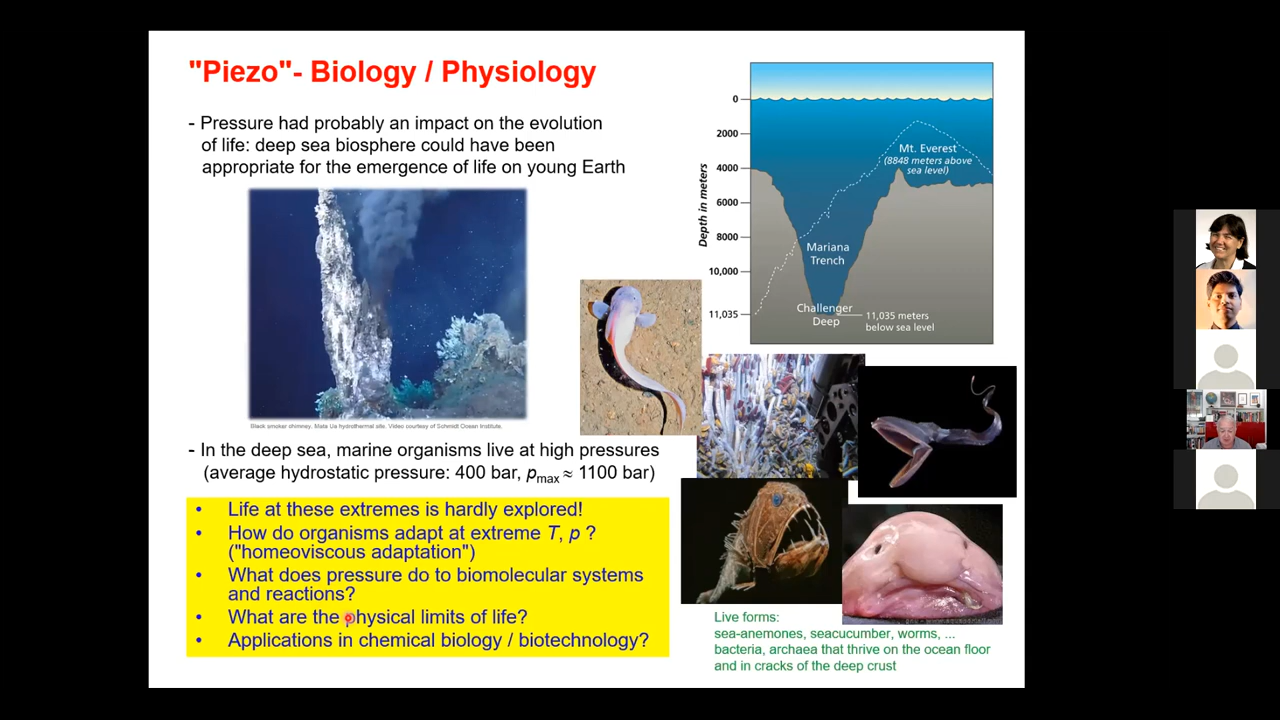 "Piezo"- Biology / Physiology
- Pressure had probably an impact on the evolution
of life: deep sea biosphere could have been
appropriate for the emergence of life on young Earth
Black smoker chimney. Mata Ua hydrothermal site. Video courtesy of Schmidt Ocean Institute.
- In the deep sea, marine organisms live at high pressures
(average hydrostatic pressure: 400 bar, pmax ≈ 1100 bar)
• Life at these extremes is hardly explored!
• How do organisms adapt at extreme T, p ?
("homeoviscous adaptation")
• What does pressure do to biomolecular systems
and reactions?
• What are the physical limits of life?
• Applications in chemical biology / biotechnology?
Depth in meters
0
2000
4000
6000
8000
10,000
11,035
Mt. Everest
(8848 meters above
sea level)
Mariana
Trench
Challenger
Deep
11,035 meters
below sea level
Live forms:
sea-anemones, seacucumber, worms, ...
bacteria, archaea that thrive on the ocean floor
and in cracks of the deep crust